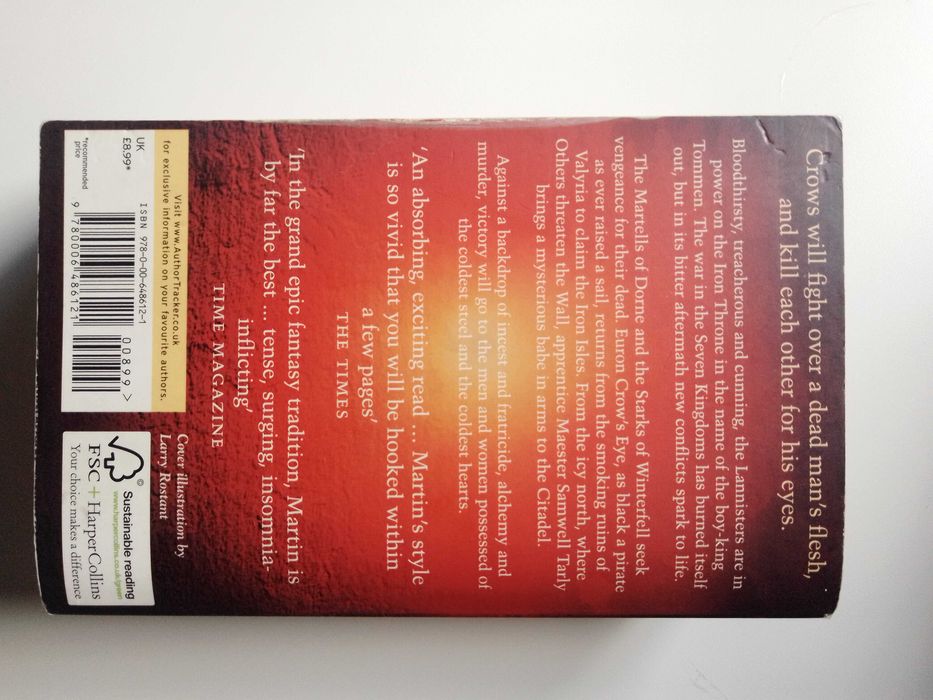 Crows will fight over a dead man's flesh,
and kill each other for his eyes.
Bloodthirsty, treacherous and cunning, the Lannisters are in
power on the Iron Throne in the name of the boy-king
Tommen. The war in the Seven Kingdoms has burned itself
out, but in its bitter aftermath new conflicts spark to life.
The Martells of Dorne and the Starks of Winterfell seek
vengeance for their dead. Euron Crow's Eye, as black a pirate
as ever raised a sail, returns from the smoking ruins of
Valyria to claim the Iron Isles. From the icy north, where
Others threaten the Wall, apprentice Maester Samwell Tarly
brings a mysterious babe in arms to the Citadel.
Against a backdrop of incest and fratricide, alchemy and
murder, victory will go to the men and women possessed of
the coldest steel and the coldest hearts.
'An absorbing, exciting read ... Martin's style
is so vivid that you will be hooked within
a few pages'
THE TIMES
'In the grand epic fantasy tradition, Martin is
by far the best ... tense, surging, insomnia-
inflicting'
TIME MAGAZINE
Cover illustration by
Larry Rostant
Visit www.AuthorTracker.co.uk
for exclusive information on your favourite authors.
UK
£8.99*
*recommended
price
ISBN 978-0-00-648612-1
9 780006 486121
00899 >
Sustainable reading
© www.harpercollins.co.uk/green
FSC + HarperCollins
Your choice makes a difference